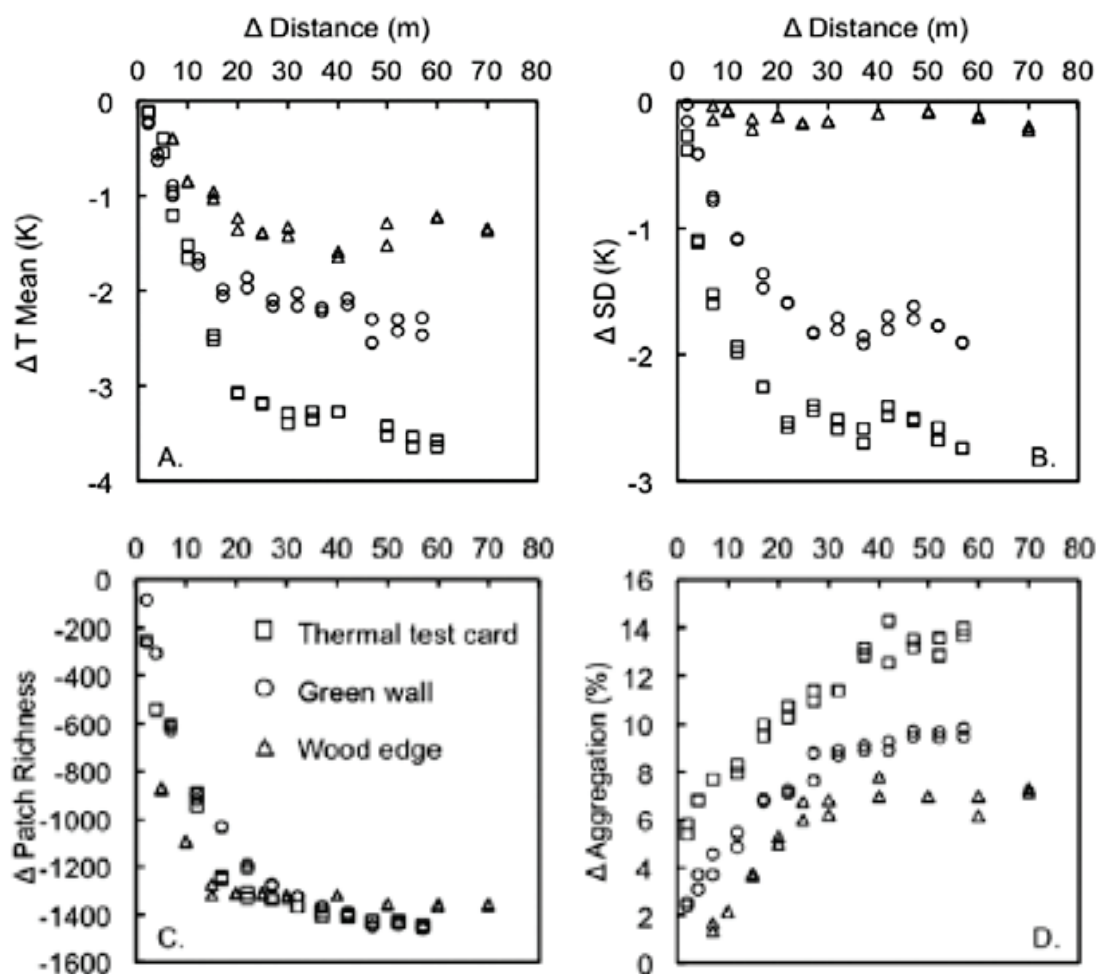 Δ Distance (m) Δ Distance (m)
0 10 20 30 40 50 60 70 80 0 10 20 30 40 50 60 70 80
0 0
-1 -1
-2 -2
-3
-4 -3
Δ T Mean (K) Δ SD (K)
A. B.
0 10 20 30 40 50 60 70 80 0 10 20 30 40 50 60 70 80
0 16
-200 14
-400 12
-600 10
-800 8
-1000 6
-1200 4
-1400 2
-1600 0
Δ Patch Richness Δ Aggregation (%)
Thermal test card
Green wall
Wood edge
C. D.